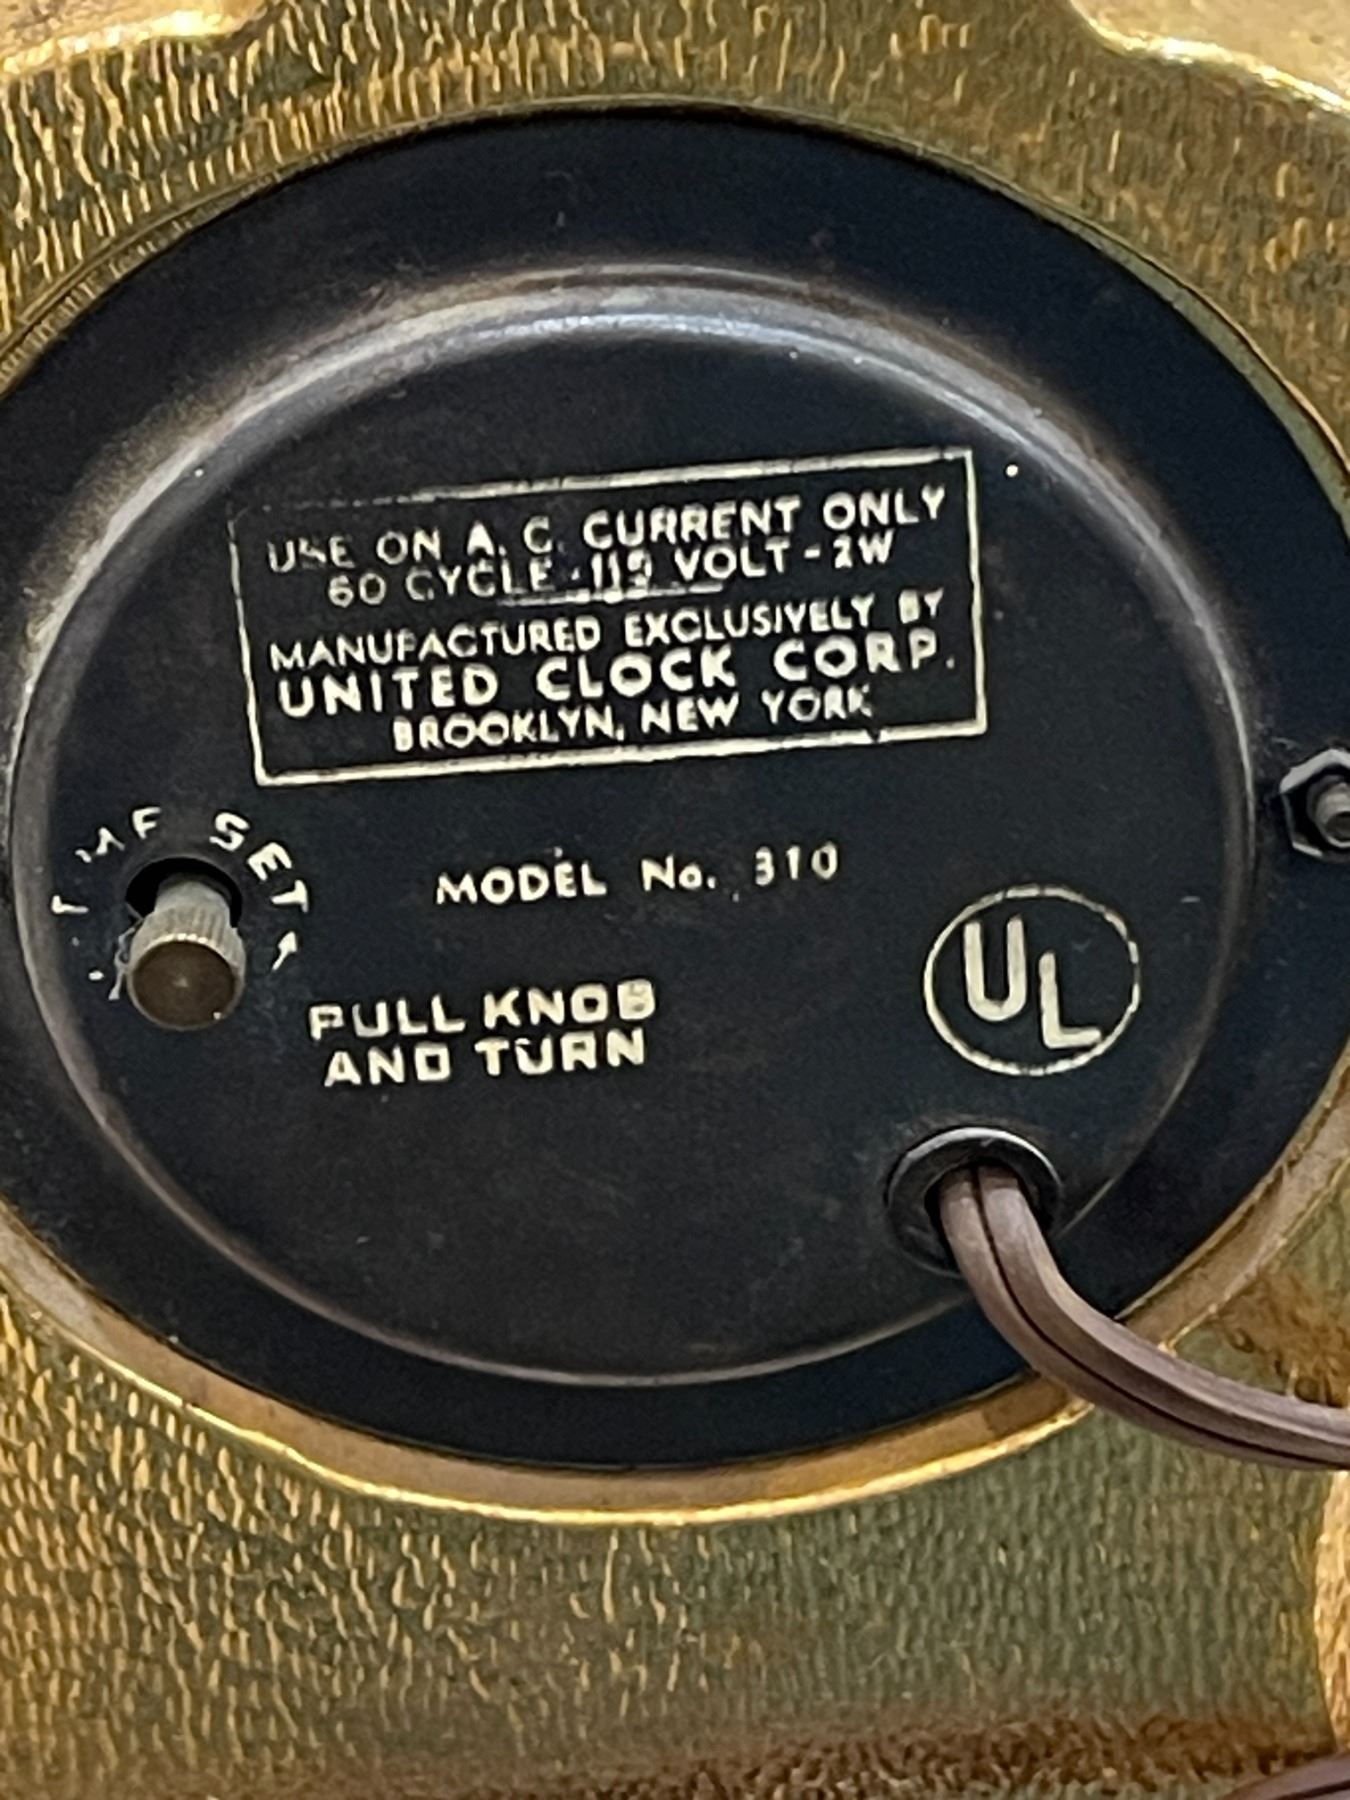 USE ON A. C. CURRENT ONLY
60 CYCLE - 115 VOLT - 2W
MANUFACTURED EXCLUSIVELY BY
UNITED CLOCK CORP.
BROOKLYN, NEW YORK
TIME SET
MODEL No. 310
UL
PULL KNOB
AND TURN